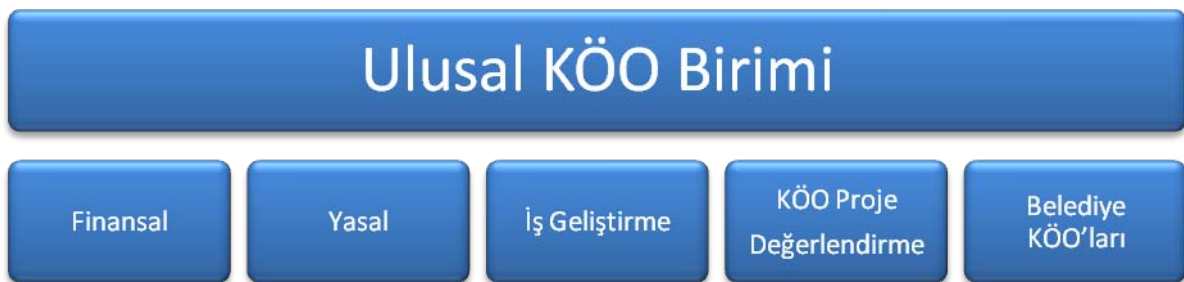 Ulusal KÖO Birimi
Finansal
Yasal
İş Geliştirme
KÖO Proje
Değerlendirme
Belediye
KÖO'ları